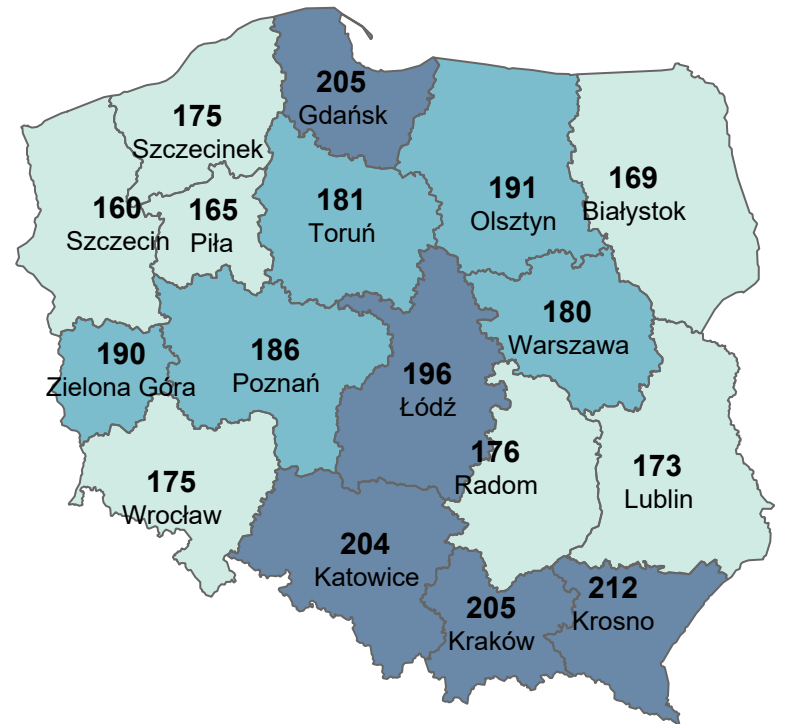 205
Gdańsk
175
Szczecinek
169
Białystok
191
Olsztyn
181
Toruń
160
Szczecin
165
Piła
180
Warszawa
190
Zielona Góra
186
Poznań
196
Łódź
176
Radom
173
Lublin
175
Wrocław
204
Katowice
205
Kraków
212
Krosno